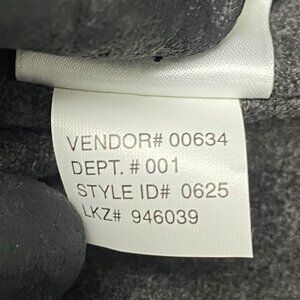 VENDOR# 00634
DEPT. # 001
STYLE ID# 0625
LKZ# 946039